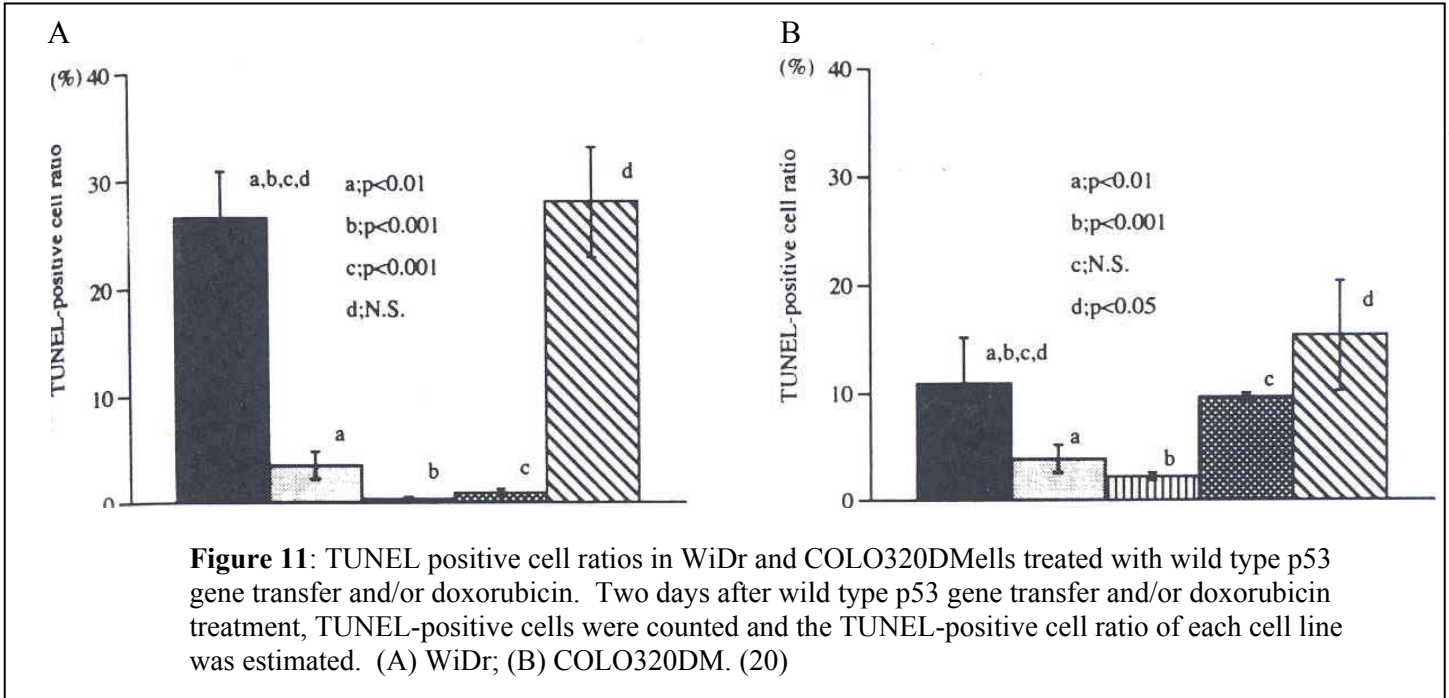 A
(%) 40
30
20
10
0
TUNEL-positive cell ratio
a,b,c,d
a
b
c
d
a;p<0.01
b;p<0.001
c;p<0.001
d;N.S.
B
(%) 40
30
20
10
0
TUNEL-positive cell ratio
a,b,c,d
a
b
c
d
a;p<0.01
b;p<0.001
c;N.S.
d;p<0.05
Figure 11: TUNEL positive cell ratios in WiDr and COLO320DMells treated with wild type p53
gene transfer and/or doxorubicin. Two days after wild type p53 gene transfer and/or doxorubicin
treatment, TUNEL-positive cells were counted and the TUNEL-positive cell ratio of each cell line
was estimated. (A) WiDr; (B) COLO320DM. (20)